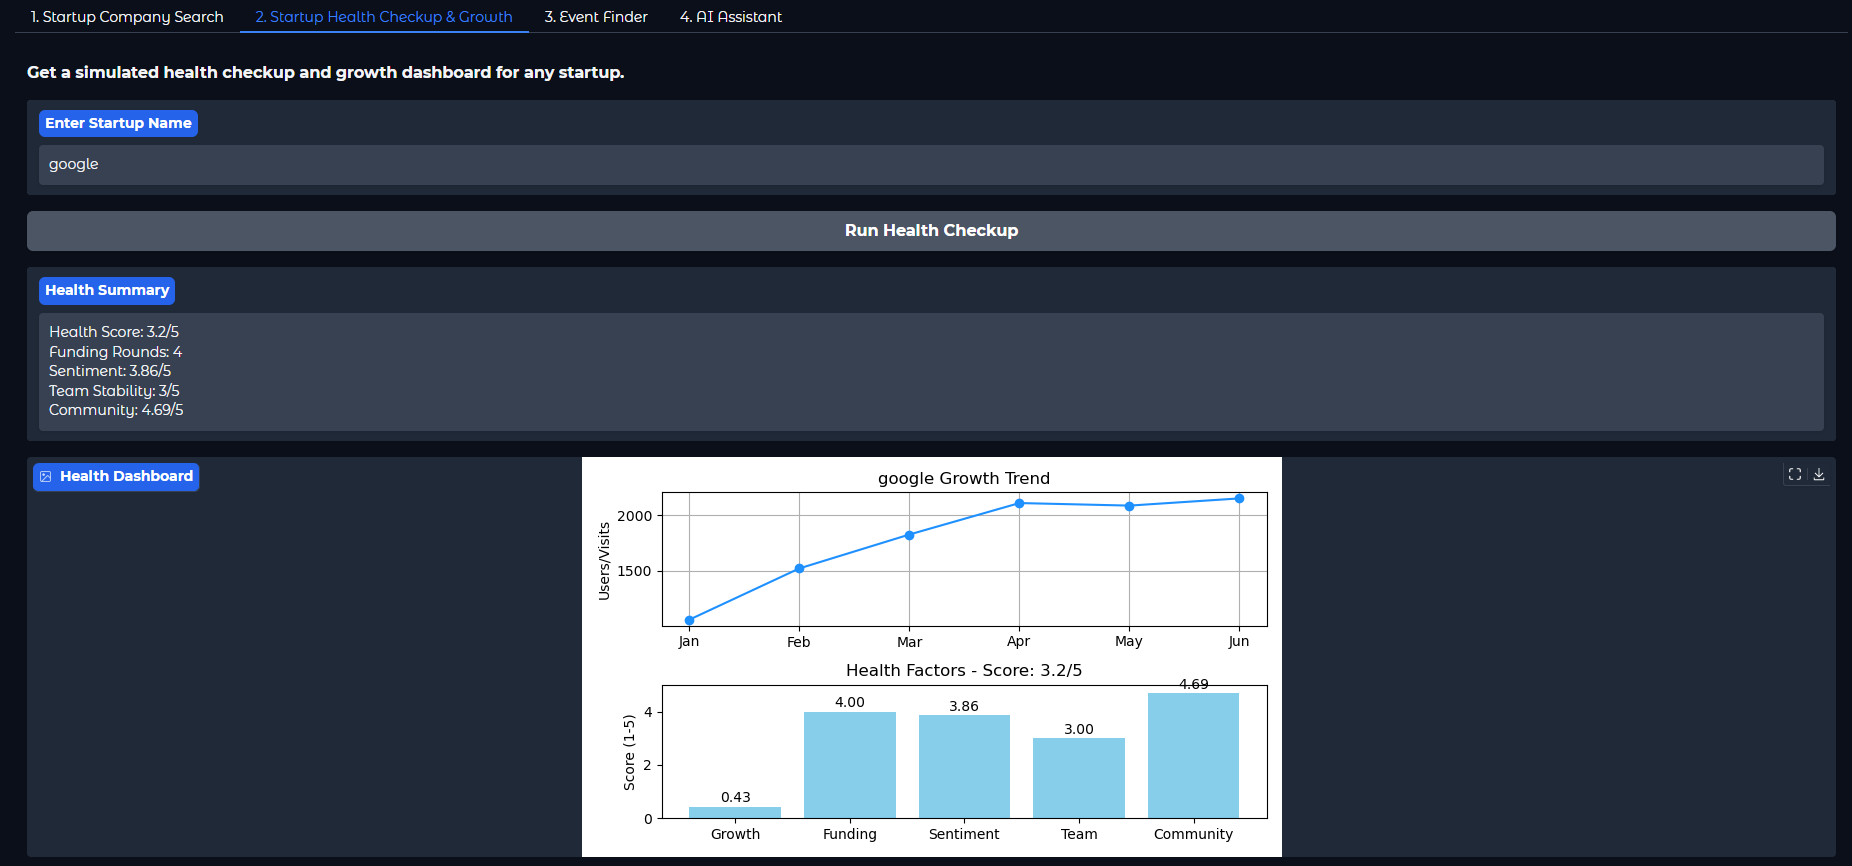 1. Startup Company Search
2. Startup Health Checkup & Growth
3. Event Finder
4. AI Assistant
Get a simulated health checkup and growth dashboard for any startup.
Enter Startup Name
google
Run Health Checkup
Health Summary
Health Score: 3.2/5
Funding Rounds: 4
Sentiment: 3.86/5
Team Stability: 3/5
Community: 4.69/5
Health Dashboard
google Growth Trend
Users/Visits
2000
1500
Jan Feb Mar Apr May Jun
Health Factors - Score: 3.2/5
Score (1-5)
4
2
0
0.43 4.00 3.86 3.00 4.69
Growth Funding Sentiment Team Community